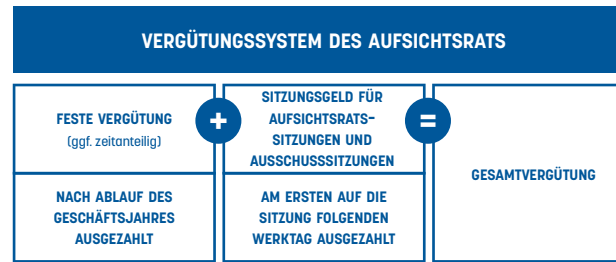 VERGÜTUNGSSYSTEM DES AUFSICHTSRATS
FESTE VERGÜTUNG
(ggf. zeitanteilig)
+
SITZUNGSGELD FÜR
AUFSICHTSRATS-
SITZUNGEN UND
AUSSCHUSSSITZUNGEN
=
GESAMTVERGÜTUNG
NACH ABLAUF DES
GESCHÄFTSJAHRES
AUSGEZAHLT
AM ERSTEN AUF DIE
SITZUNG FOLGENDEN
WERKTAG AUSGEZAHLT